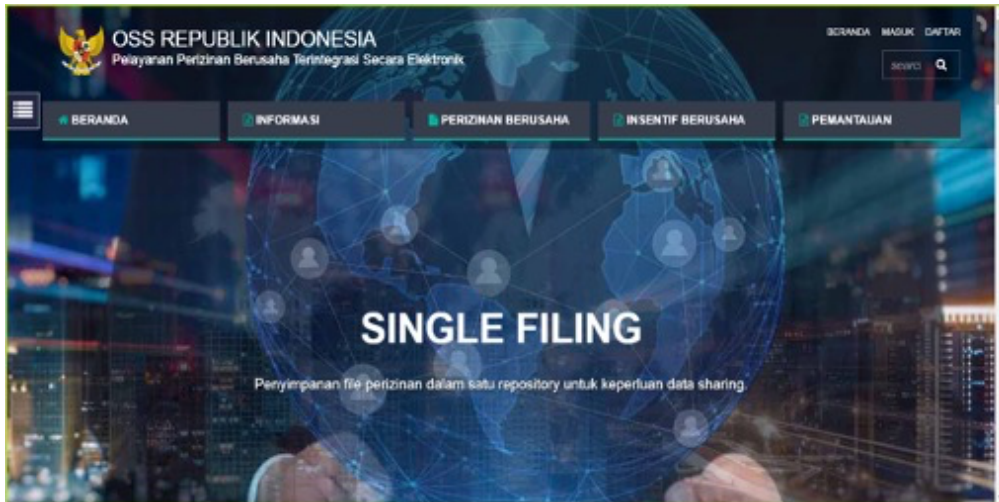 OSS REPUBLIK INDONESIA
Pelayanan Perizinan Berusaha Terintegrasi Secara Elektronik
BERANDA MASUK DAFTAR
search
BERANDA
INFORMASI
PERIZINAN BERUSAHA
INSENTIF BERUSAHA
PEMANTAUAN
SINGLE FILING
Penyimpanan file perizinan dalam satu repository untuk keperluan data sharing.